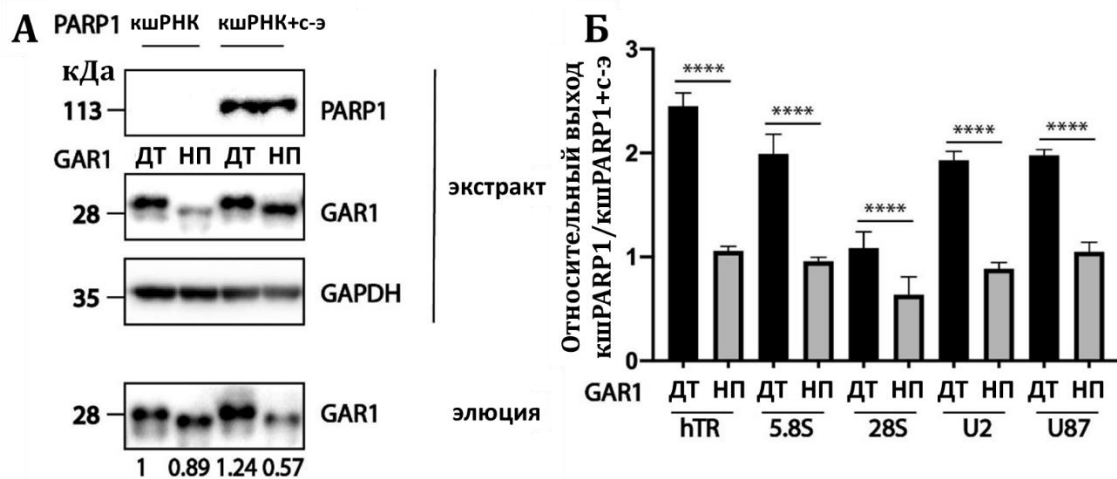 А
PARP1 кшРНК кшРНК+с-э
кДа
113 PARP1
GAR1 ДТ НП ДТ НП
28 GAR1
35 GAPDH
экстракт
28 GAR1
элюция
1 0.89 1.24 0.57
Б
Относительный выход
кшPARP1/кшPARP1+с-э
3
2
1
0
**** **** **** **** ****
GAR1 ДТ НП ДТ НП ДТ НП ДТ НП ДТ НП
hTR 5.8S 28S U2 U87